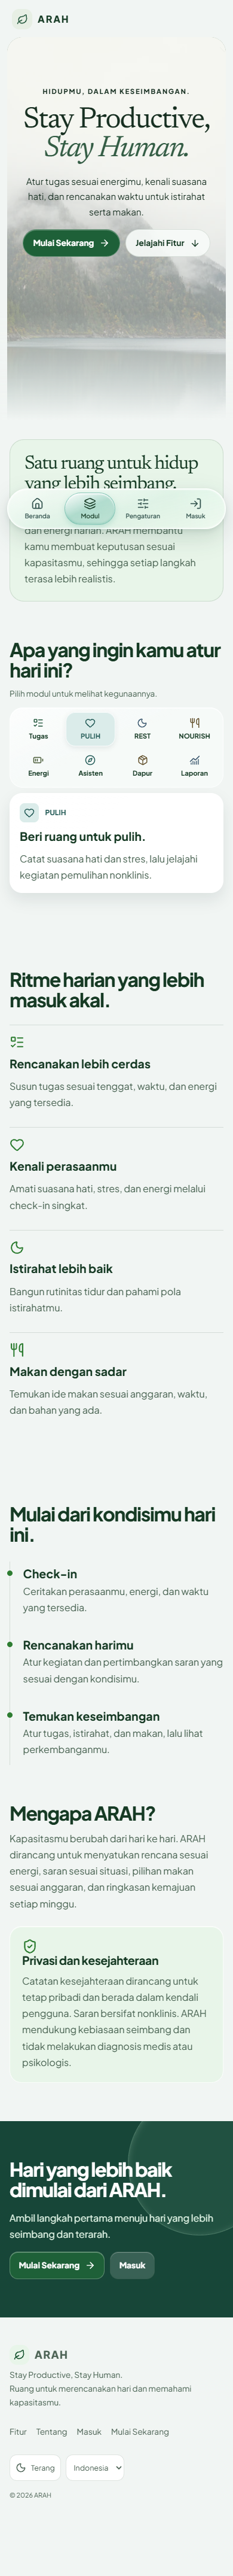 ARAH
HIDUPMU, DALAM KESEIMBANGAN.
Stay Productive,
Stay Human.
Atur tugas sesuai energimu, kenali suasana
hati, dan rencanakan waktu untuk istirahat
serta makan.
Mulai Sekarang
Jelajahi Fitur
Satu ruang untuk hidup
yang lebih seimbang.
Beranda
Modul
Pengaturan
Masuk
dan energi harian. ARAH membantu
kamu membuat keputusan sesuai
kapasitasmu, sehingga setiap langkah
terasa lebih realistis.
Apa yang ingin kamu atur
hari ini?
Pilih modul untuk melihat kegunaannya.
Tugas
PULIH
REST
NOURISH
Energi
Asisten
Dapur
Laporan
PULIH
Beri ruang untuk pulih.
Catat suasana hati dan stres, lalu jelajahi
kegiatan pemulihan nonklinis.
Ritme harian yang lebih
masuk akal.
Rencanakan lebih cerdas
Susun tugas sesuai tenggat, waktu, dan energi
yang tersedia.
Kenali perasaanmu
Amati suasana hati, stres, dan energi melalui
check-in singkat.
Istirahat lebih baik
Bangun rutinitas tidur dan pahami pola
istirahatmu.
Makan dengan sadar
Temukan ide makan sesuai anggaran, waktu,
dan bahan yang ada.
Mulai dari kondisimu hari
ini.
Check-in
Ceritakan perasaanmu, energi, dan waktu
yang tersedia.
Rencanakan harimu
Atur kegiatan dan pertimbangkan saran yang
sesuai dengan kondisimu.
Temukan keseimbangan
Atur tugas, istirahat, dan makan, lalu lihat
perkembanganmu.
Mengapa ARAH?
Kapasitasmu berubah dari hari ke hari. ARAH
dirancang untuk menyatukan rencana sesuai
energi, saran sesuai situasi, pilihan makan
sesuai anggaran, dan ringkasan kemajuan
setiap minggu.
Privasi dan kesejahteraan
Catatan kesejahteraan dirancang untuk
tetap pribadi dan berada dalam kendali
pengguna. Saran bersifat nonklinis. ARAH
mendukung kebiasaan seimbang dan
tidak melakukan diagnosis medis atau
psikologis.
Hari yang lebih baik
dimulai dari ARAH.
Ambil langkah pertama menuju hari yang lebih
seimbang dan terarah.
Mulai Sekarang
Masuk
ARAH
Stay Productive, Stay Human.
Ruang untuk merencanakan hari dan memahami
kapasitasmu.
Fitur
Tentang
Masuk
Mulai Sekarang
Terang
Indonesia
© 2026 ARAH